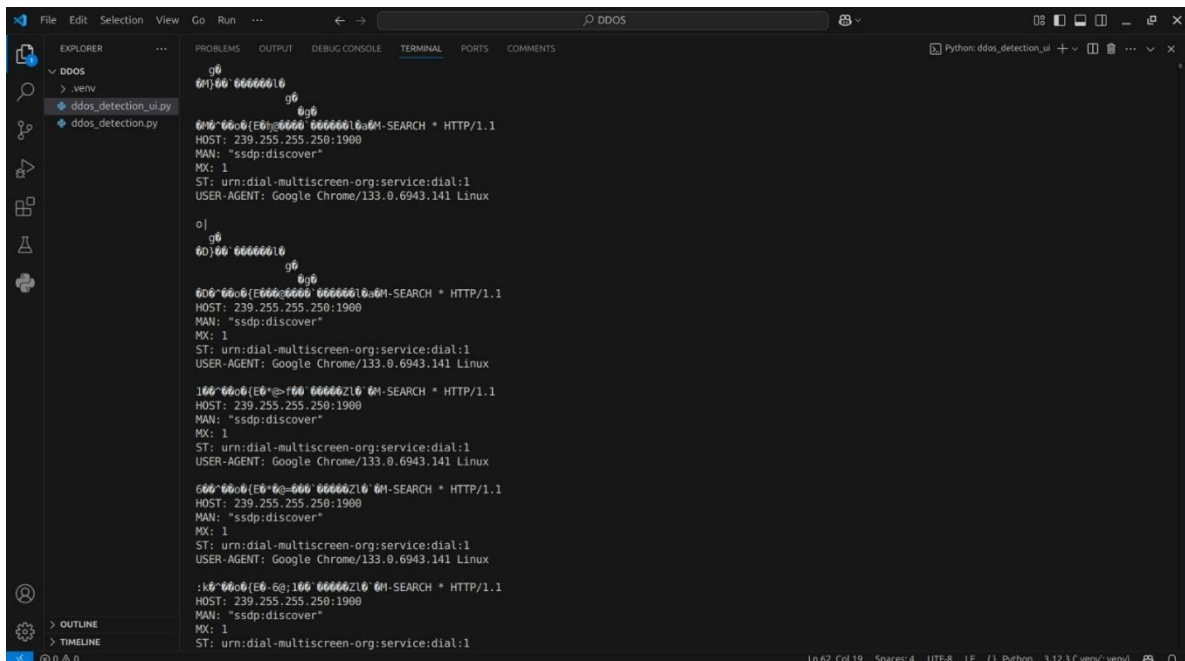 File Edit Selection View Go Run ...
DDOS
EXPLORER
DDOS
.venv
ddos_detection_ui.py
ddos_detection.py
OUTLINE
TIMELINE
PROBLEMS OUTPUT DEBUG CONSOLE TERMINAL PORTS COMMENTS
Python: ddos_detection_ui
g�
�M}��`������l�
g�
�g�
M-SEARCH * HTTP/1.1
HOST: 239.255.255.250:1900
MAN: "ssdp:discover"
MX: 1
ST: urn:dial-multiscreen-org:service:dial:1
USER-AGENT: Google Chrome/133.0.6943.141 Linux
o|
g�
�D}��`������l�
g�
�g�
M-SEARCH * HTTP/1.1
HOST: 239.255.255.250:1900
MAN: "ssdp:discover"
MX: 1
ST: urn:dial-multiscreen-org:service:dial:1
USER-AGENT: Google Chrome/133.0.6943.141 Linux
M-SEARCH * HTTP/1.1
HOST: 239.255.255.250:1900
MAN: "ssdp:discover"
MX: 1
ST: urn:dial-multiscreen-org:service:dial:1
USER-AGENT: Google Chrome/133.0.6943.141 Linux
M-SEARCH * HTTP/1.1
HOST: 239.255.255.250:1900
MAN: "ssdp:discover"
MX: 1
ST: urn:dial-multiscreen-org:service:dial:1
USER-AGENT: Google Chrome/133.0.6943.141 Linux
M-SEARCH * HTTP/1.1
HOST: 239.255.255.250:1900
MAN: "ssdp:discover"
MX: 1
ST: urn:dial-multiscreen-org:service:dial:1
Ln 62, Col 19 Spaces: 4 UTF-8 LF Python 3.12.3